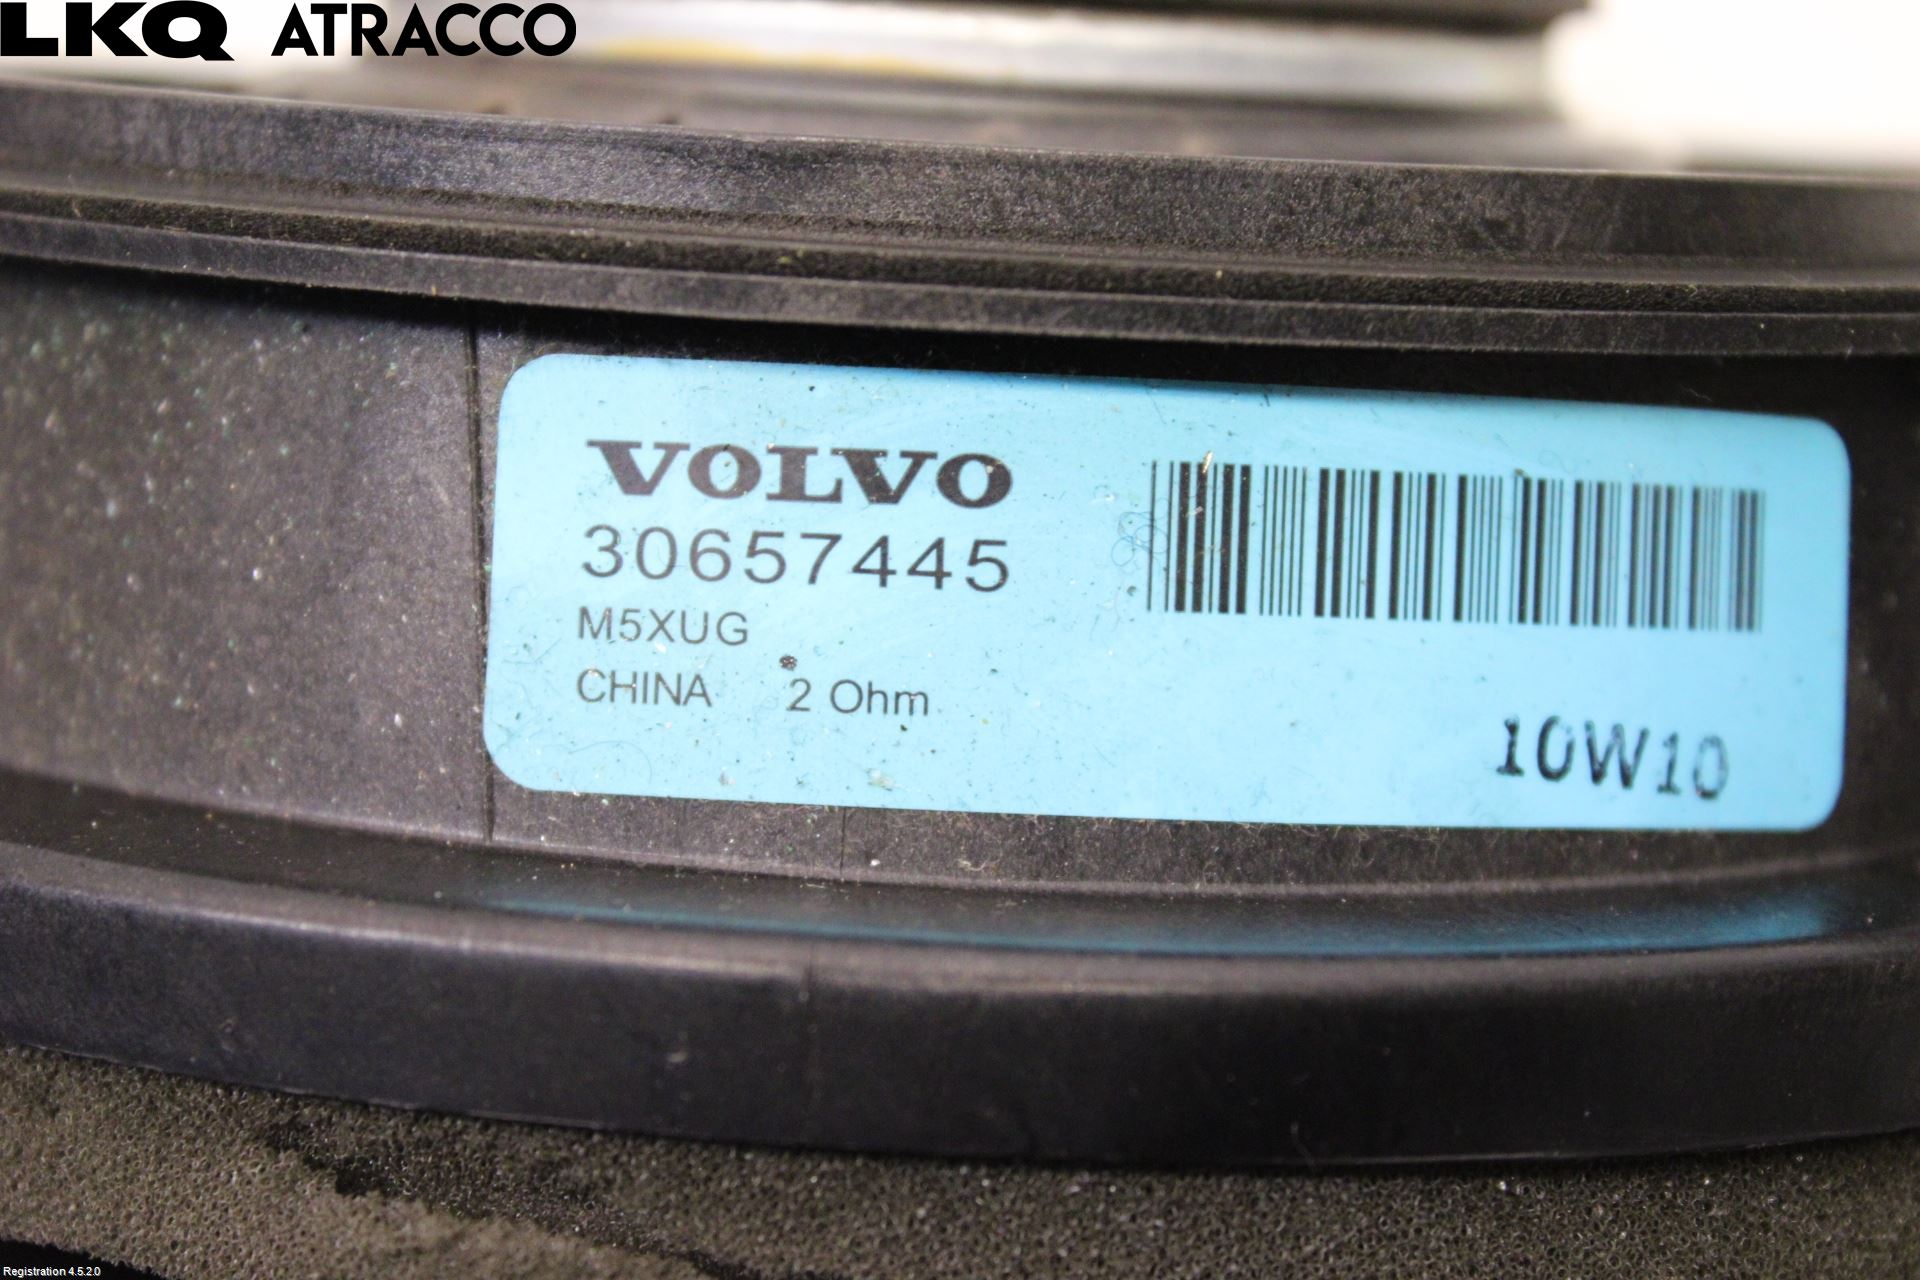 LKQ ATRACCO
VOLVO
30657445
M5XUG
CHINA 2 Ohm
10W10
Registration 4.5.2.0